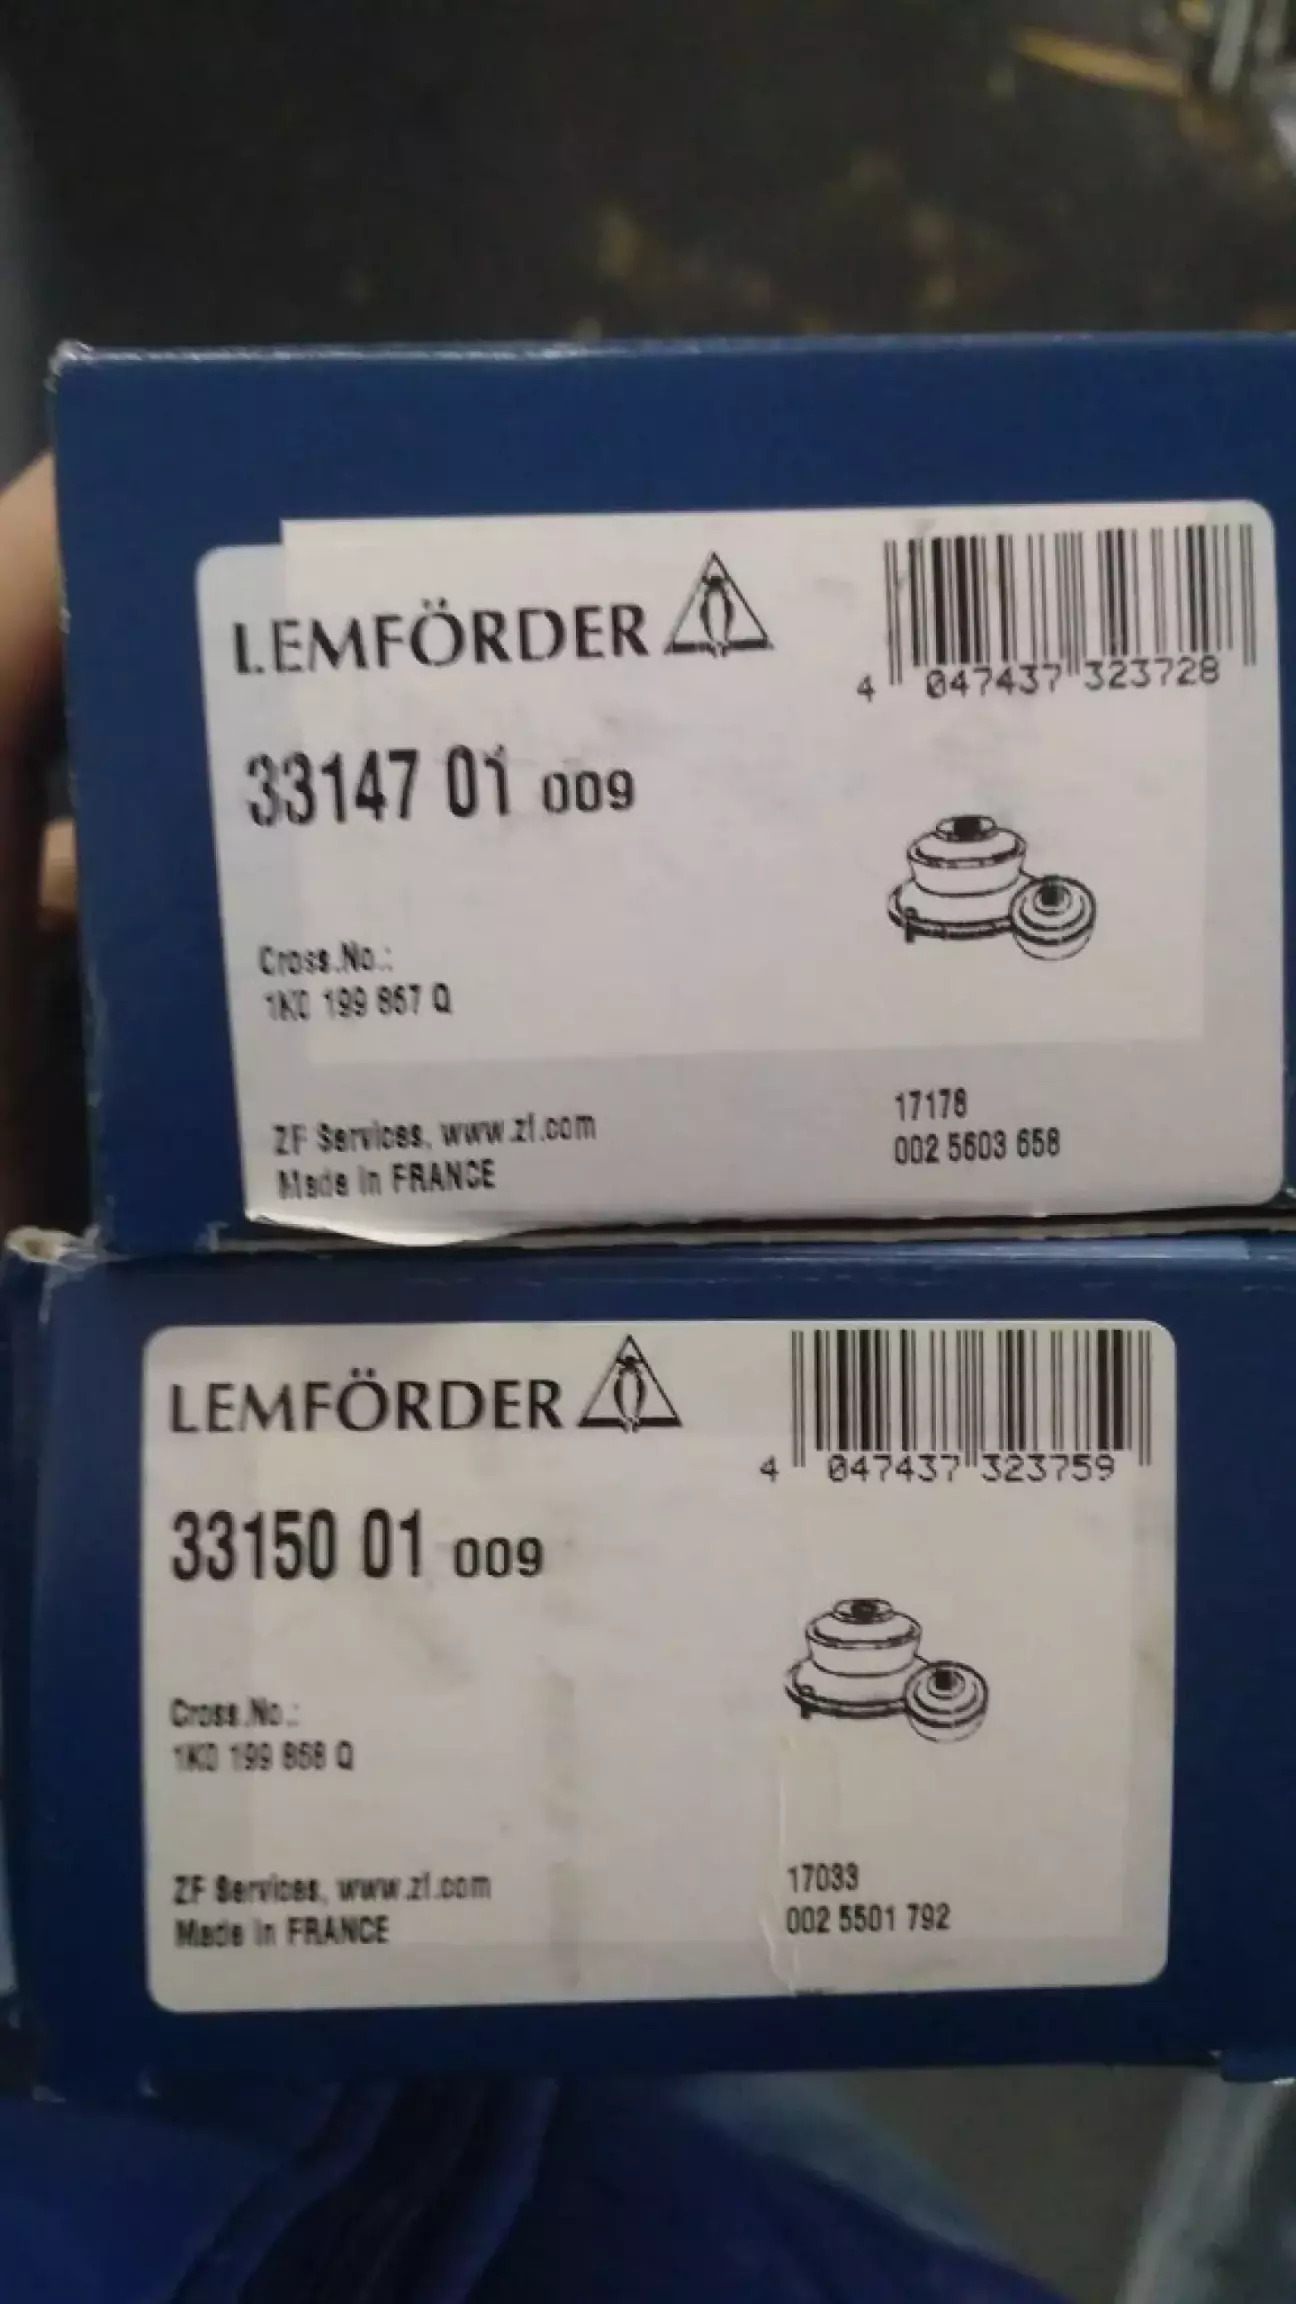 LEMFÖRDER
4 047437 323728
33147 01 009
Cross.No.:
1K0 199 867 Q
ZF Services, www.zf.com
Made in FRANCE
17178
002 5603 658
LEMFÖRDER
4 047437 323759
33150 01 009
Cross.No.:
1K0 199 868 Q
ZF Services, www.zf.com
Made in FRANCE
17033
002 5501 792